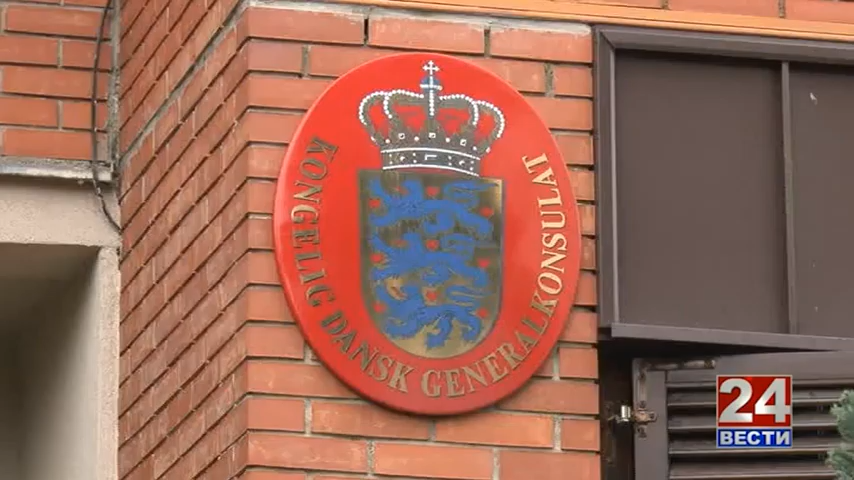 KONGELIG DANSK GENERALKONSULAT
24
ВЕСТИ